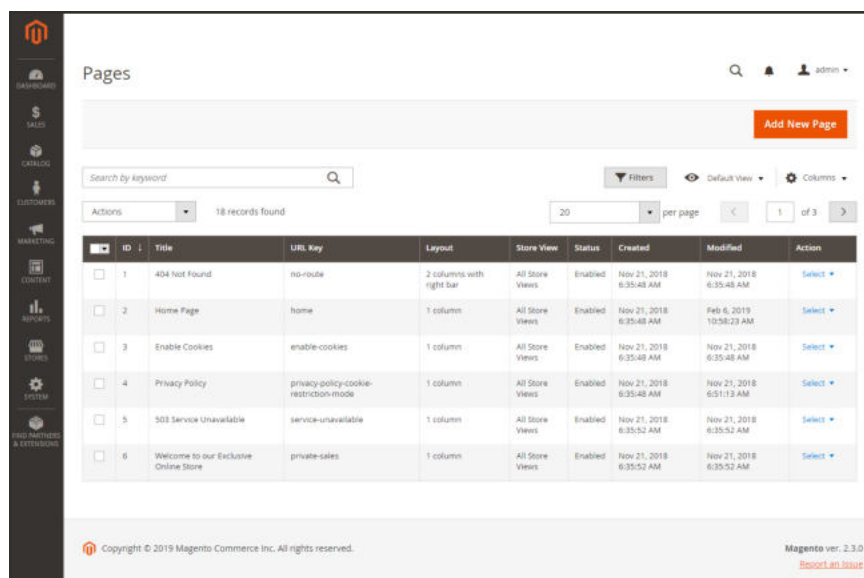 Pages
admin
DASHBOARD
SALES
CATALOG
CUSTOMERS
MARKETING
CONTENT
REPORTS
STORES
SYSTEM
FIND PARTNERS
& EXTENSIONS
Add New Page
Search by keyword
Filters
Default View
Columns
Actions
18 records found
20
per page
1
of 3
ID ↓ Title URL Key Layout Store View Status Created Modified Action
1 404 Not Found no-route 2 columns with All Store Enabled Nov 21, 2018 Nov 21, 2018 Select
right bar Views 6:35:48 AM 6:35:48 AM
2 Home Page home 1 column All Store Enabled Nov 21, 2018 Feb 6, 2019 Select
Views 6:35:48 AM 10:58:23 AM
3 Enable Cookies enable-cookies 1 column All Store Enabled Nov 21, 2018 Nov 21, 2018 Select
Views 6:35:48 AM 6:35:48 AM
4 Privacy Policy privacy-policy-cookie- 1 column All Store Enabled Nov 21, 2018 Nov 21, 2018 Select
restriction-mode Views 6:35:48 AM 6:51:13 AM
5 503 Service Unavailable service-unavailable 1 column All Store Enabled Nov 21, 2018 Nov 21, 2018 Select
Views 6:35:52 AM 6:35:52 AM
6 Welcome to our Exclusive private-sales 1 column All Store Enabled Nov 21, 2018 Nov 21, 2018 Select
Online Store Views 6:35:52 AM 6:35:52 AM
Copyright © 2019 Magento Commerce Inc. All rights reserved.
Magento ver. 2.3.0
Report an Issue